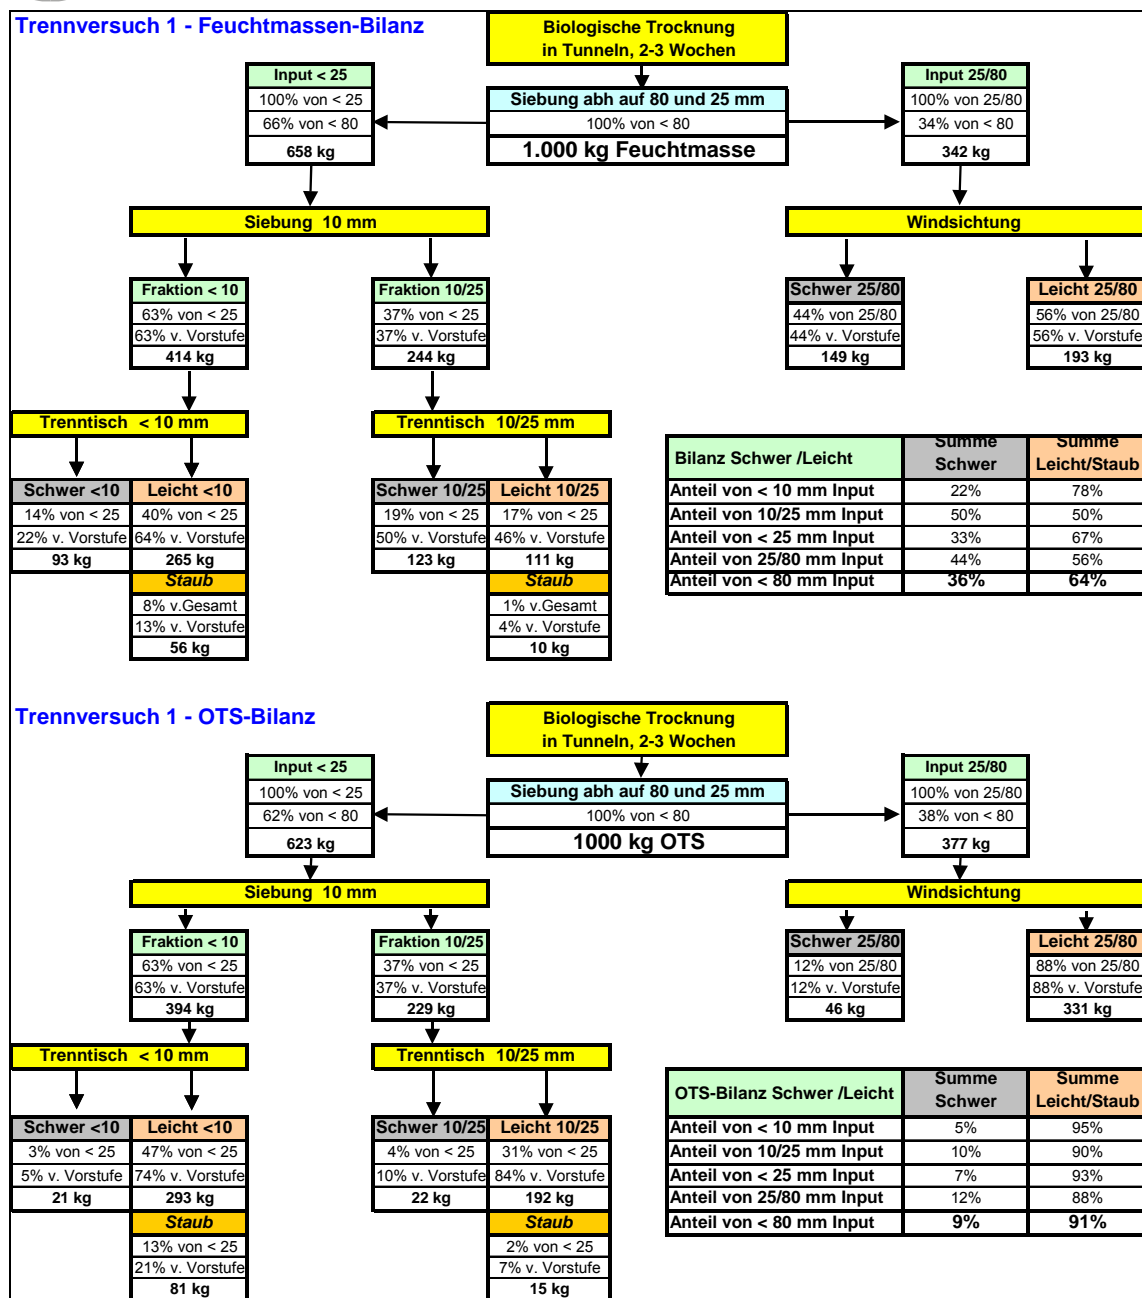 Trennversuch 1 - Feuchtmassen-Bilanz
Biologische Trocknung
in Tunneln, 2-3 Wochen
Input < 25
100% von < 25
66% von < 80
658 kg
Siebung abh auf 80 und 25 mm
100% von < 80
1.000 kg Feuchtmasse
Input 25/80
100% von 25/80
34% von < 80
342 kg
Siebung 10 mm
Windsichtung
Fraktion < 10
63% von < 25
63% v. Vorstufe
414 kg
Fraktion 10/25
37% von < 25
37% v. Vorstufe
244 kg
Schwer 25/80
44% von 25/80
44% v. Vorstufe
149 kg
Leicht 25/80
56% von 25/80
56% v. Vorstufe
193 kg
Trenntisch < 10 mm
Trenntisch 10/25 mm
Schwer <10
14% von < 25
22% v. Vorstufe
93 kg
Leicht <10
40% von < 25
64% v. Vorstufe
265 kg
Staub
8% v.Gesamt
13% v. Vorstufe
56 kg
Schwer 10/25
19% von < 25
50% v. Vorstufe
123 kg
Leicht 10/25
17% von < 25
46% v. Vorstufe
111 kg
Staub
1% v.Gesamt
4% v. Vorstufe
10 kg
Bilanz Schwer /Leicht Summe Schwer Summe Leicht/Staub
Anteil von < 10 mm Input 22% 78%
Anteil von 10/25 mm Input 50% 50%
Anteil von < 25 mm Input 33% 67%
Anteil von 25/80 mm Input 44% 56%
Anteil von < 80 mm Input 36% 64%
Trennversuch 1 - OTS-Bilanz
Biologische Trocknung
in Tunneln, 2-3 Wochen
Input < 25
100% von < 25
62% von < 80
623 kg
Siebung abh auf 80 und 25 mm
100% von < 80
1000 kg OTS
Input 25/80
100% von 25/80
38% von < 80
377 kg
Siebung 10 mm
Windsichtung
Fraktion < 10
63% von < 25
63% v. Vorstufe
394 kg
Fraktion 10/25
37% von < 25
37% v. Vorstufe
229 kg
Schwer 25/80
12% von 25/80
12% v. Vorstufe
46 kg
Leicht 25/80
88% von 25/80
88% v. Vorstufe
331 kg
Trenntisch < 10 mm
Trenntisch 10/25 mm
Schwer <10
3% von < 25
5% v. Vorstufe
21 kg
Leicht <10
47% von < 25
74% v. Vorstufe
293 kg
Staub
13% von < 25
21% v. Vorstufe
81 kg
Schwer 10/25
4% von < 25
10% v. Vorstufe
22 kg
Leicht 10/25
31% von < 25
84% v. Vorstufe
192 kg
Staub
2% von < 25
7% v. Vorstufe
15 kg
OTS-Bilanz Schwer /Leicht Summe Schwer Summe Leicht/Staub
Anteil von < 10 mm Input 5% 95%
Anteil von 10/25 mm Input 10% 90%
Anteil von < 25 mm Input 7% 93%
Anteil von 25/80 mm Input 12% 88%
Anteil von < 80 mm Input 9% 91%